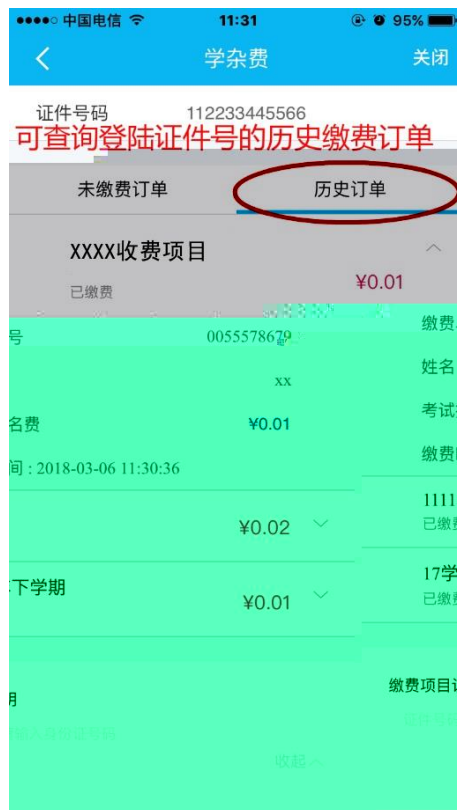 中国电信 11:31 95%
学杂费 关闭
证件号码 112233445566
可查询登陆证件号的历史缴费订单
未缴费订单 历史订单
XXXX收费项目
已缴费 ¥0.01
号 0055578679 缴费
xx 姓名
名费 ¥0.01 考试
间 : 2018-03-06 11:30:36 缴费
1111
¥0.02 已缴费
下学期 17学
¥0.01 已缴费
缴费项目
收起